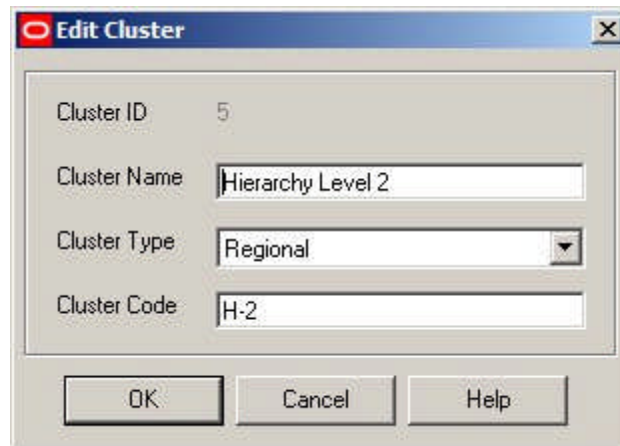 Edit Cluster
Cluster ID 5
Cluster Name Hierarchy Level 2
Cluster Type Regional
Cluster Code H-2
OK Cancel Help